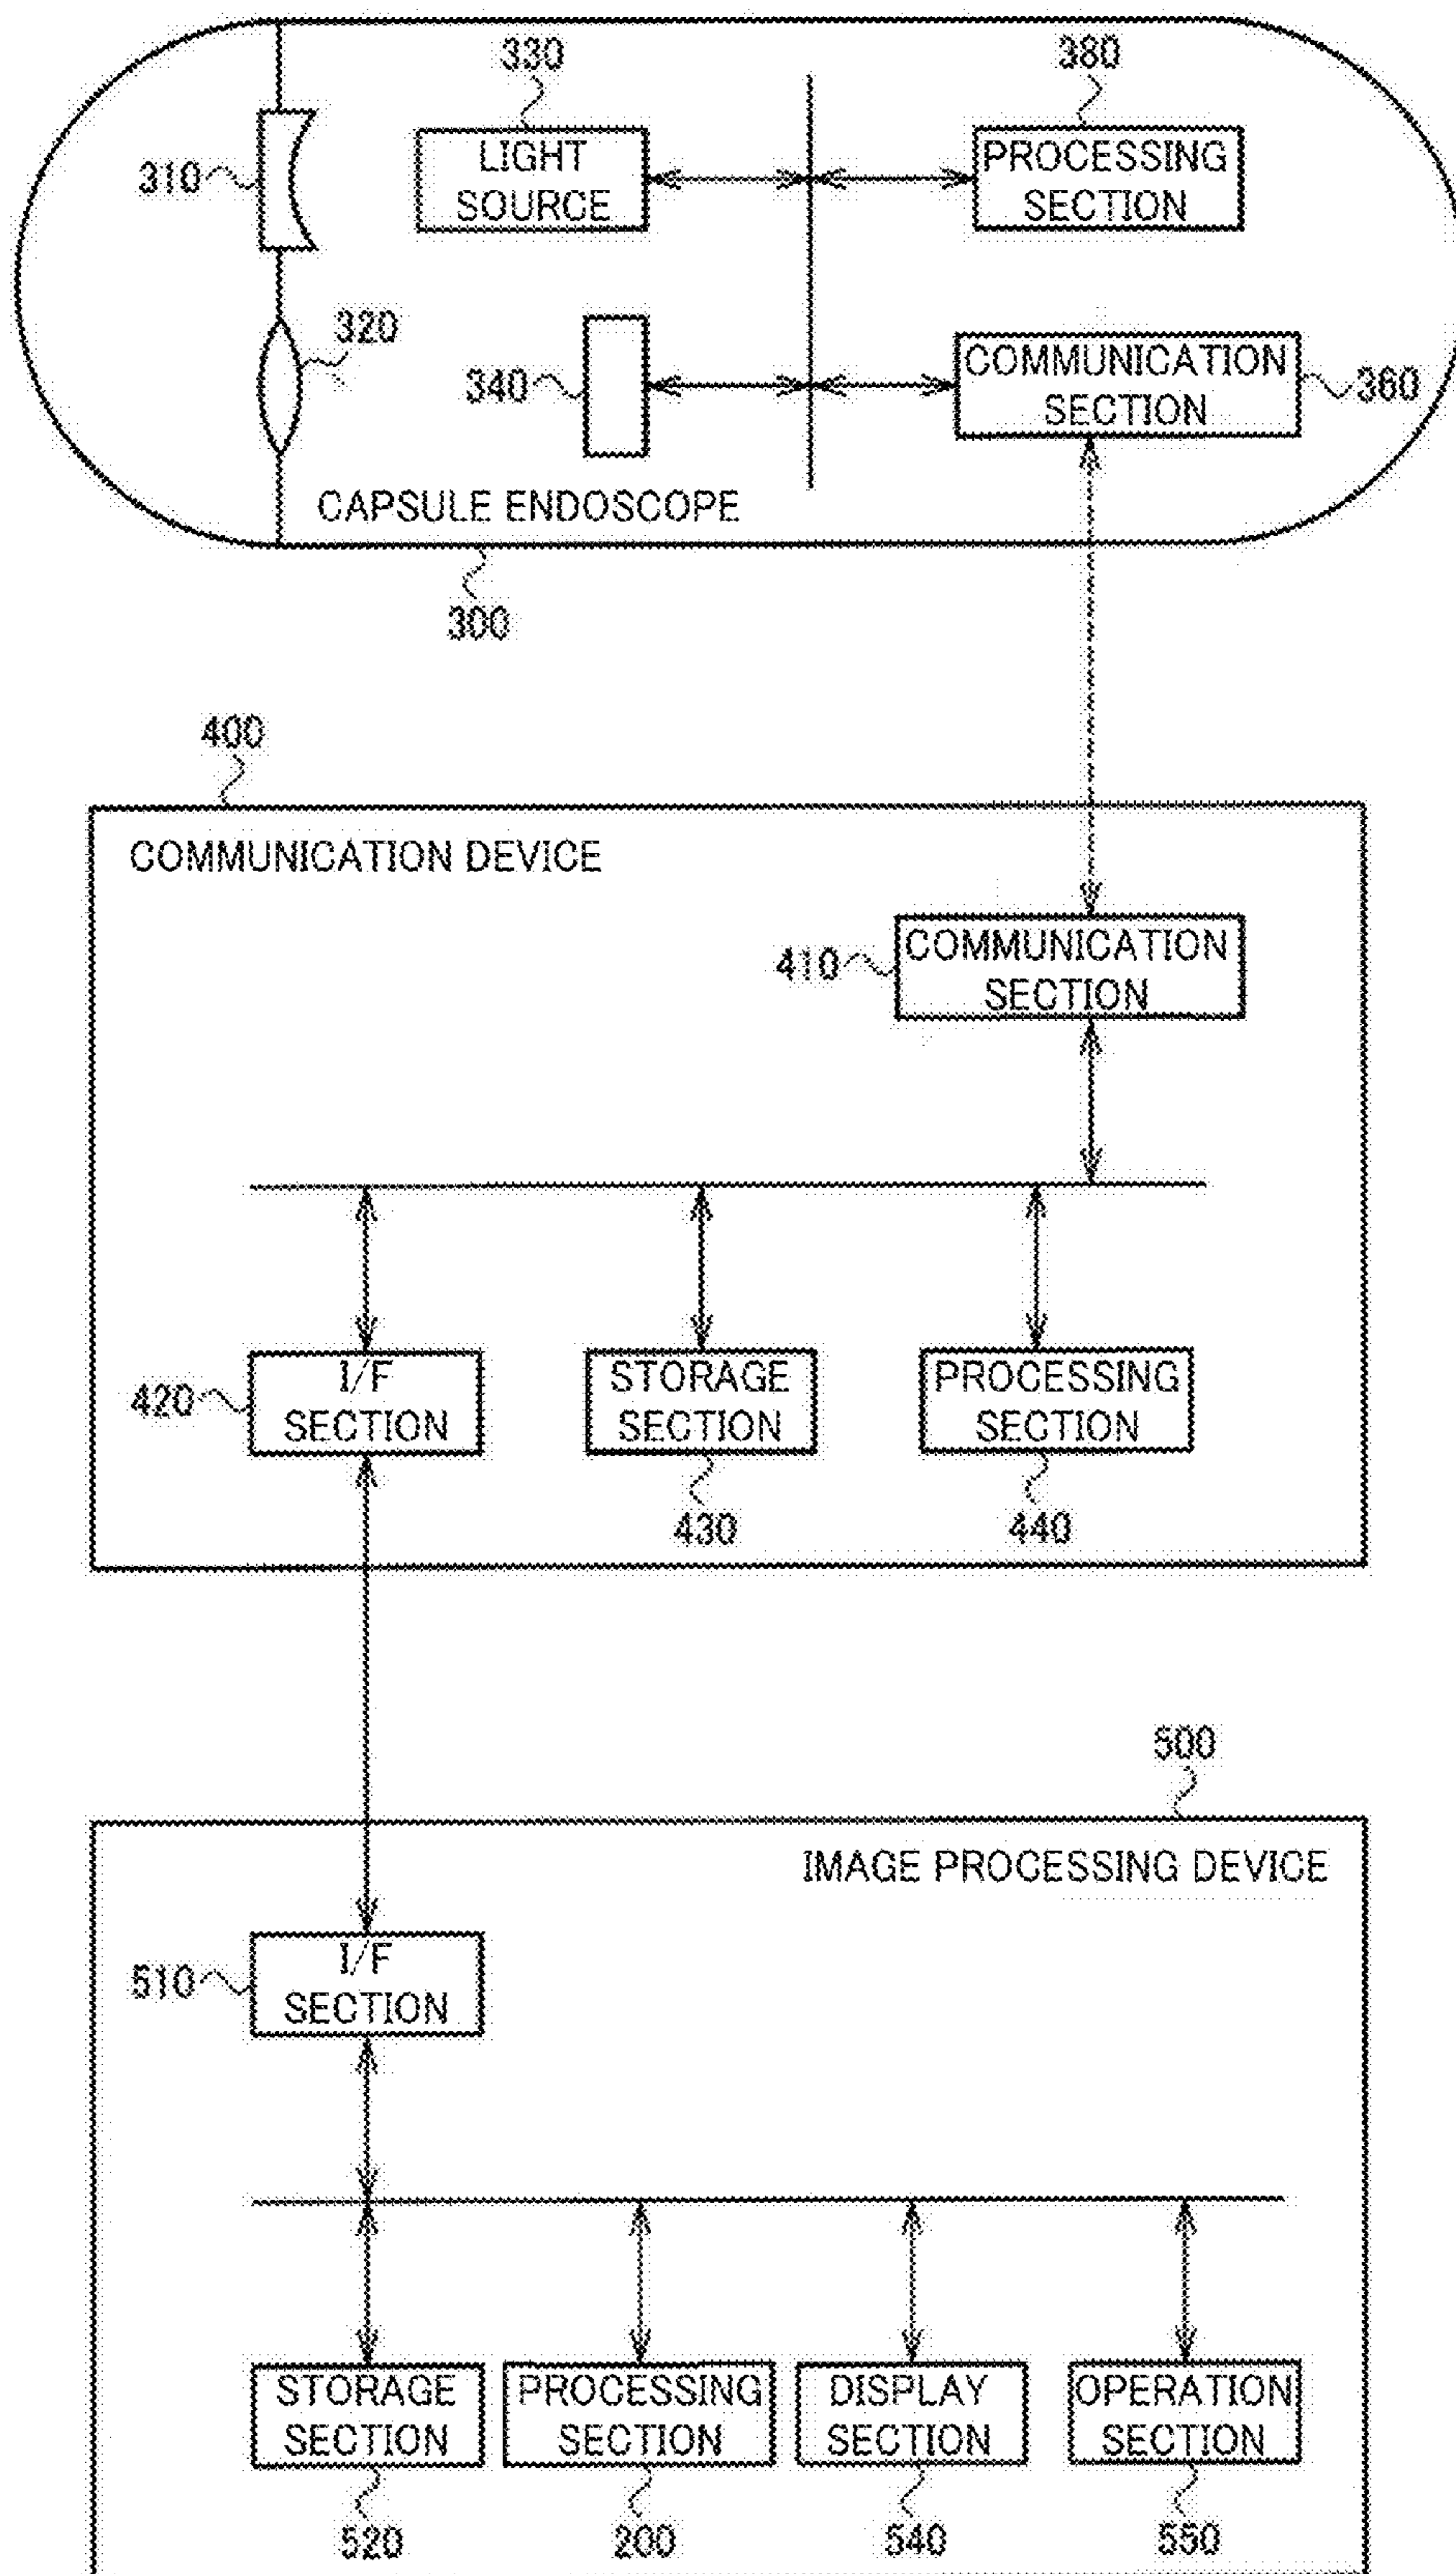 330
380
LIGHT
SOURCE
PROCESSING
SECTION
310
320
340
COMMUNICATION
SECTION
360
CAPSULE ENDOSCOPE
300
400
COMMUNICATION DEVICE
410
COMMUNICATION
SECTION
420
I/F
SECTION
STORAGE
SECTION
PROCESSING
SECTION
430
440
500
IMAGE PROCESSING DEVICE
510
I/F
SECTION
STORAGE
SECTION
PROCESSING
SECTION
DISPLAY
SECTION
OPERATION
SECTION
520
200
540
550